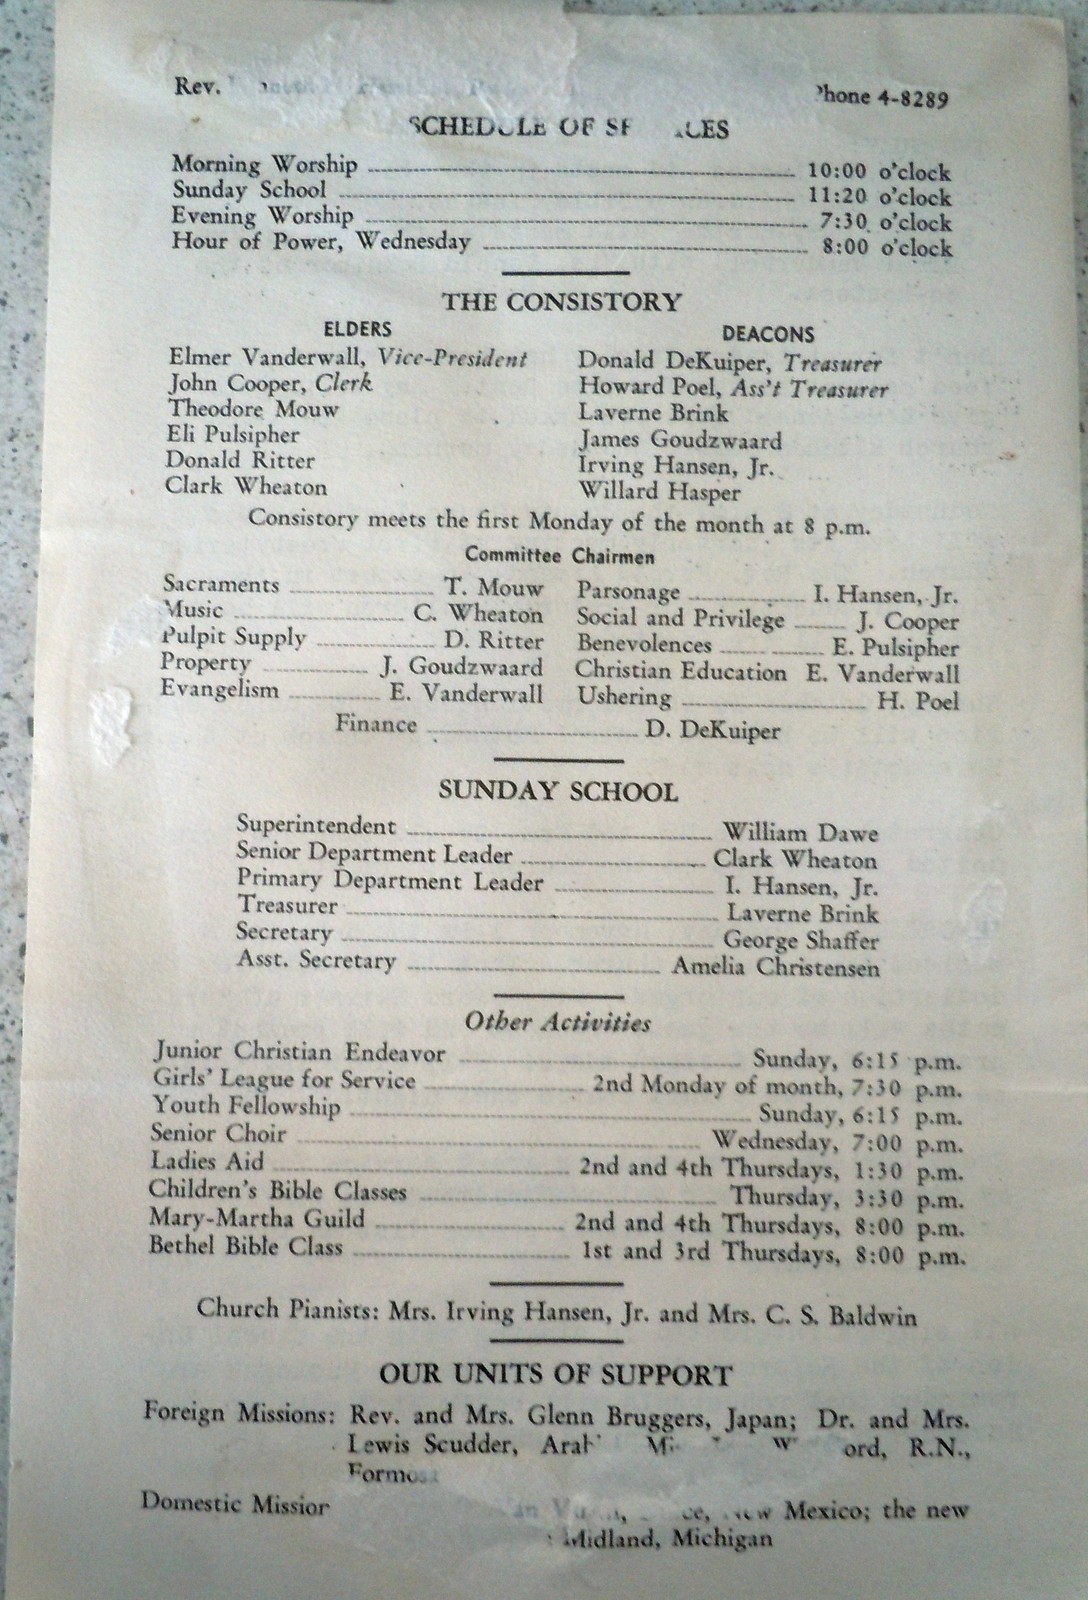 Rev. Phone 4-8289
SCHEDULE OF SERVICES
Morning Worship 10:00 o'clock
Sunday School 11:20 o'clock
Evening Worship 7:30 o'clock
Hour of Power, Wednesday 8:00 o'clock
THE CONSISTORY
ELDERS DEACONS
Elmer Vanderwall, Vice-President Donald DeKuiper, Treasurer
John Cooper, Clerk Howard Poel, Ass't Treasurer
Theodore Mouw Laverne Brink
Eli Pulsipher James Goudzwaard
Donald Ritter Irving Hansen, Jr.
Clark Wheaton Willard Hasper
Consistory meets the first Monday of the month at 8 p.m.
Committee Chairmen
Sacraments T. Mouw Parsonage I. Hansen, Jr.
Music C. Wheaton Social and Privilege J. Cooper
Pulpit Supply D. Ritter Benevolences E. Pulsipher
Property J. Goudzwaard Christian Education E. Vanderwall
Evangelism E. Vanderwall Ushering H. Poel
Finance D. DeKuiper
SUNDAY SCHOOL
Superintendent William Dawe
Senior Department Leader Clark Wheaton
Primary Department Leader I. Hansen, Jr.
Treasurer Laverne Brink
Secretary George Shaffer
Asst. Secretary Amelia Christensen
Other Activities
Junior Christian Endeavor Sunday, 6:15 p.m.
Girls' League for Service 2nd Monday of month, 7:30 p.m.
Youth Fellowship Sunday, 6:15 p.m.
Senior Choir Wednesday, 7:00 p.m.
Ladies Aid 2nd and 4th Thursdays, 1:30 p.m.
Children's Bible Classes Thursday, 3:30 p.m.
Mary-Martha Guild 2nd and 4th Thursdays, 8:00 p.m.
Bethel Bible Class 1st and 3rd Thursdays, 8:00 p.m.
Church Pianists: Mrs. Irving Hansen, Jr. and Mrs. C. S. Baldwin
OUR UNITS OF SUPPORT
Foreign Missions: Rev. and Mrs. Glenn Bruggers, Japan; Dr. and Mrs.
Lewis Scudder, R.N.,
Domestic New Mexico; the new
Midland, Michigan